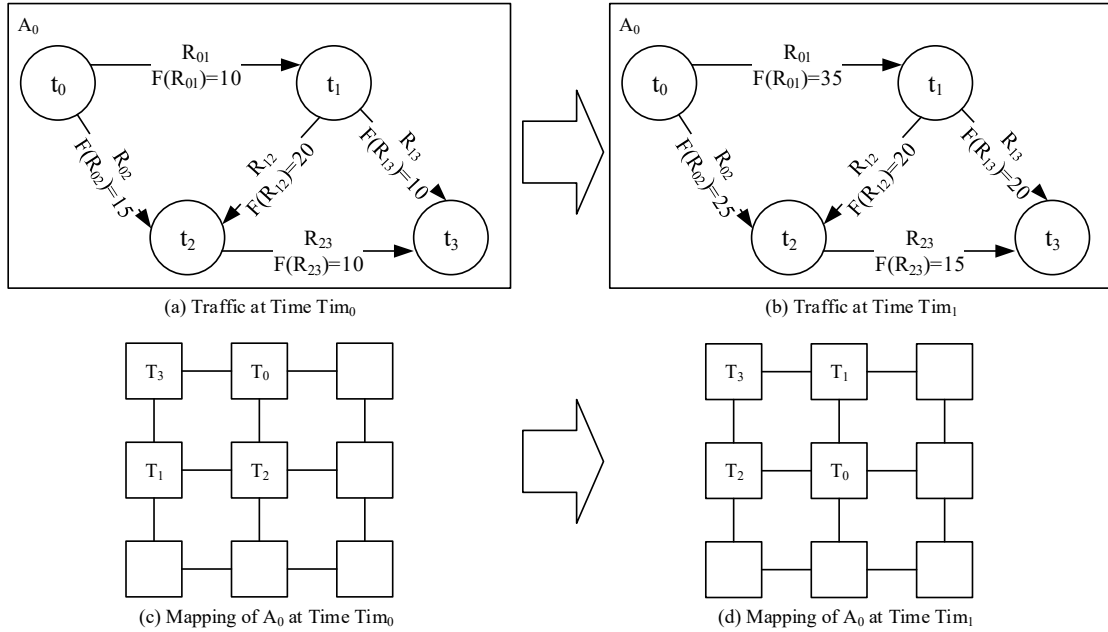 A₀
t₀
R₀₁
F(R₀₁)=10
t₁
R₀₂
F(R₀₂)=15
R₁₂
F(R₁₂)=20
R₁₃
F(R₁₃)=10
t₂
R₂₃
F(R₂₃)=10
t₃
(a) Traffic at Time Tim₀
A₀
t₀
R₀₁
F(R₀₁)=35
t₁
R₀₂
F(R₀₂)=25
R₁₂
F(R₁₂)=20
R₁₃
F(R₁₃)=20
t₂
R₂₃
F(R₂₃)=15
t₃
(b) Traffic at Time Tim₁
T₃
T₀
T₁
T₂
(c) Mapping of A₀ at Time Tim₀
T₃
T₁
T₂
T₀
(d) Mapping of A₀ at Time Tim₁